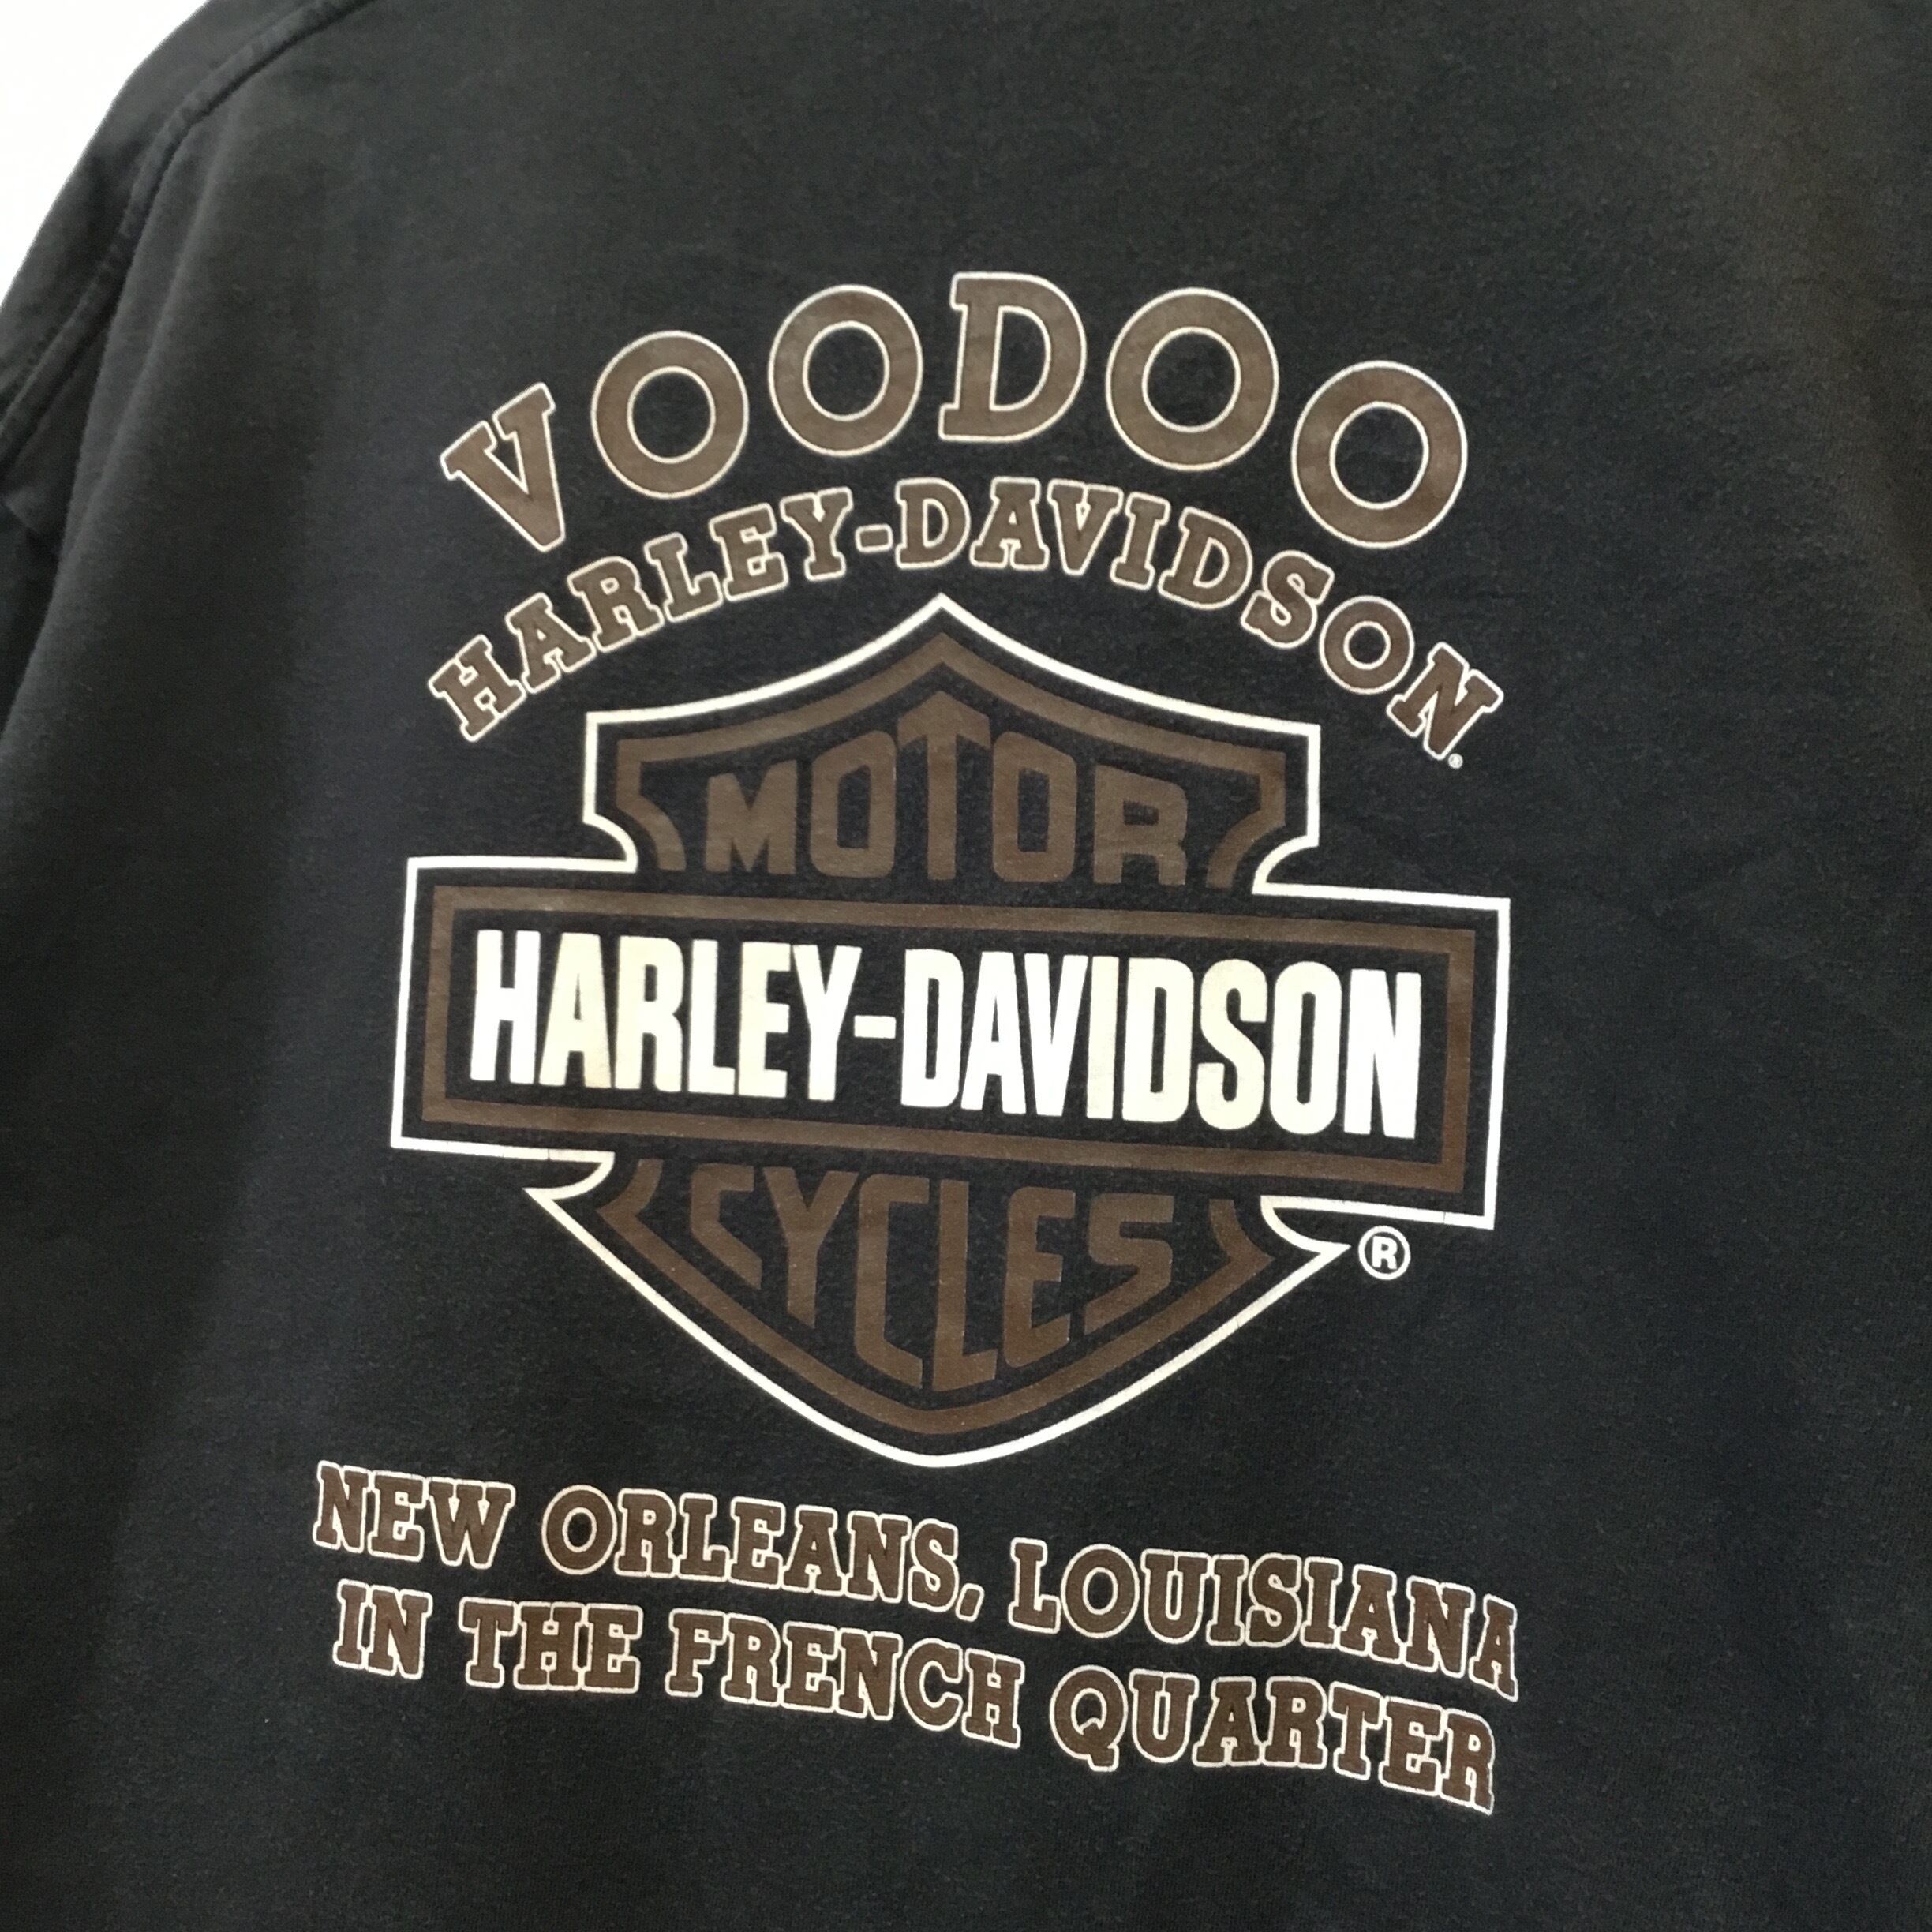 VOODOO
HARLEY-DAVIDSON®
MOTOR
HARLEY-DAVIDSON
CYCLES
®
NEW ORLEANS, LOUISIANA
IN THE FRENCH QUARTER